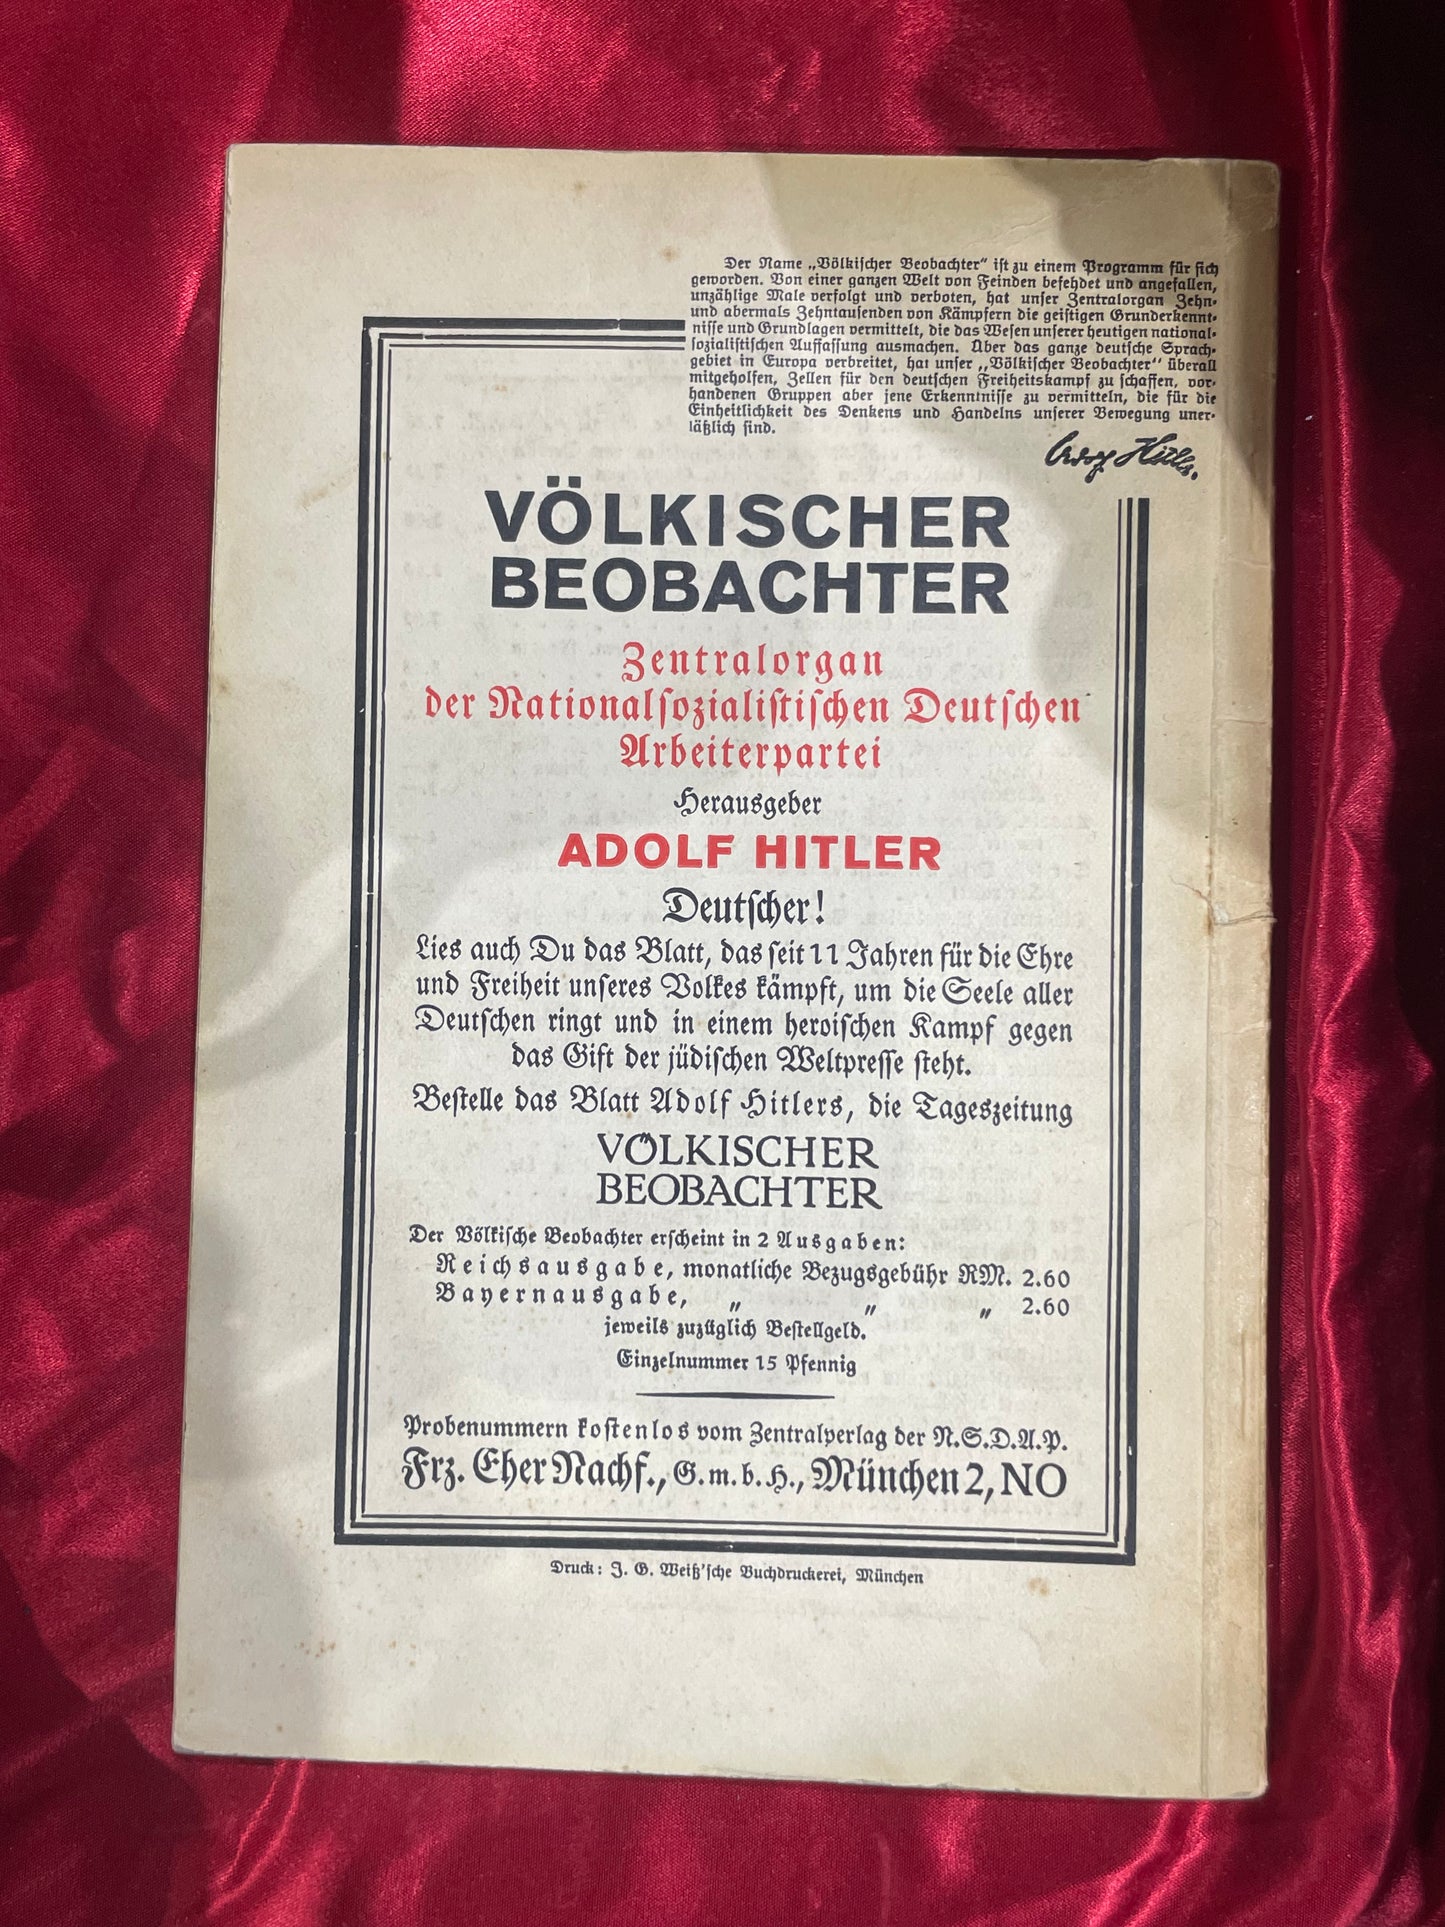 Der Name „Völkischer Beobachter" ist zu einem Programm für sich
geworden. Von einer ganzen Welt von Feinden befehdet und angefallen,
unzählige Male verfolgt und verboten, hat unser Zentralorgan Zehn-
und abermals Zehntausenden von Kämpfern die geistigen Grunderkennt-
nisse und Grundlagen vermittelt, die das Wesen unserer heutigen national-
sozialistischen Auffassung ausmachen. Über das ganze deutsche Sprach-
gebiet in Europa verbreitet, hat unser „Völkischer Beobachter" überall
mitgeholfen, Zellen für den deutschen Freiheitskampf zu schaffen, vor-
handenen Gruppen aber jene Erkenntnisse zu vermitteln, die für die
Einheitlichkeit des Denkens und Handelns unserer Bewegung uner-
läßlich sind.
Adolf Hitler.
VÖLKISCHER
BEOBACHTER
Zentralorgan
der Nationalsozialistischen Deutschen
Arbeiterpartei
Herausgeber
ADOLF HITLER
Deutscher!
Lies auch Du das Blatt, das seit 11 Jahren für die Ehre
und Freiheit unseres Volkes kämpft, um die Seele aller
Deutschen ringt und in einem heroischen Kampf gegen
das Gift der jüdischen Weltpresse steht.
Bestelle das Blatt Adolf Hitlers, die Tageszeitung
VÖLKISCHER
BEOBACHTER
Der Völkische Beobachter erscheint in 2 Ausgaben:
Reichsausgabe, monatliche Bezugsgebühr RM. 2.60
Bayernausgabe, „ „ „ 2.60
jeweils zuzüglich Bestellgeld.
Einzelnummer 15 Pfennig
Probenummern kostenlos vom Zentralverlag der N.S.D.A.P.
Frz. Eher Nachf., G.m.b.H., München 2, NO
Druck: J. G. Weiß'sche Buchdruckerei, München